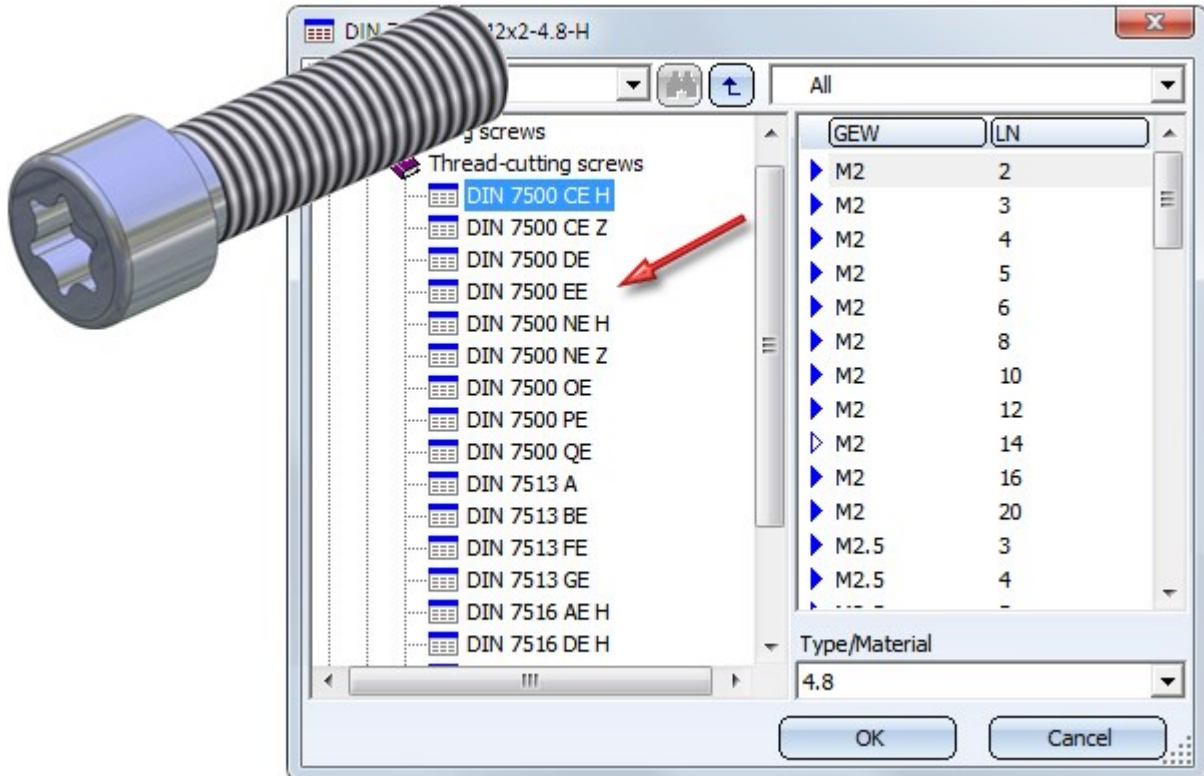 DIN 2x2-4.8-H
All
screws
Thread-cutting screws
DIN 7500 CE H
DIN 7500 CE Z
DIN 7500 DE
DIN 7500 EE
DIN 7500 NE H
DIN 7500 NE Z
DIN 7500 OE
DIN 7500 PE
DIN 7500 QE
DIN 7513 A
DIN 7513 BE
DIN 7513 FE
DIN 7513 GE
DIN 7516 AE H
DIN 7516 DE H
GEW LN
M2 2
M2 3
M2 4
M2 5
M2 6
M2 8
M2 10
M2 12
M2 14
M2 16
M2 20
M2.5 3
M2.5 4
Type/Material
4.8
OK Cancel